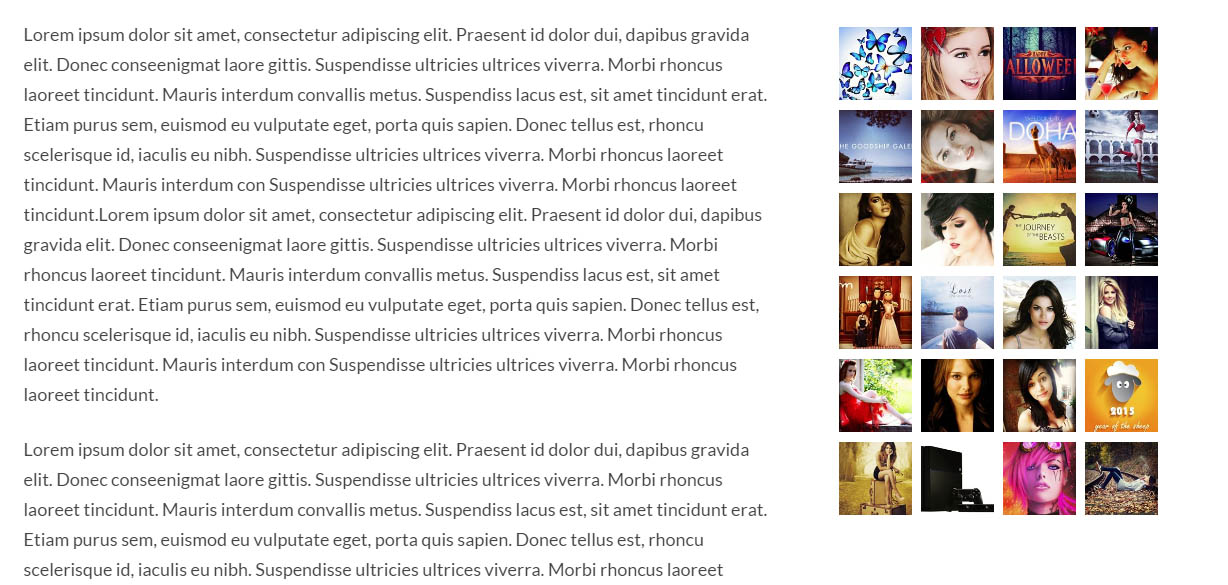 Lorem ipsum dolor sit amet, consectetur adipiscing elit. Praesent id dolor dui, dapibus gravida
elit. Donec conseenigmat laore gittis. Suspendisse ultricies ultrices viverra. Morbi rhoncus
laoreet tincidunt. Mauris interdum convallis metus. Suspendiss lacus est, sit amet tincidunt erat.
Etiam purus sem, euismod eu vulputate eget, porta quis sapien. Donec tellus est, rhoncu
scelerisque id, iaculis eu nibh. Suspendisse ultricies ultrices viverra. Morbi rhoncus laoreet
tincidunt. Mauris interdum con Suspendisse ultricies ultrices viverra. Morbi rhoncus laoreet
tincidunt.Lorem ipsum dolor sit amet, consectetur adipiscing elit. Praesent id dolor dui, dapibus
gravida elit. Donec conseenigmat laore gittis. Suspendisse ultricies ultrices viverra. Morbi
rhoncus laoreet tincidunt. Mauris interdum convallis metus. Suspendiss lacus est, sit amet
tincidunt erat. Etiam purus sem, euismod eu vulputate eget, porta quis sapien. Donec tellus est,
rhoncu scelerisque id, iaculis eu nibh. Suspendisse ultricies ultrices viverra. Morbi rhoncus
laoreet tincidunt. Mauris interdum con Suspendisse ultricies ultrices viverra. Morbi rhoncus
laoreet tincidunt.
Lorem ipsum dolor sit amet, consectetur adipiscing elit. Praesent id dolor dui, dapibus gravida
elit. Donec conseenigmat laore gittis. Suspendisse ultricies ultrices viverra. Morbi rhoncus
laoreet tincidunt. Mauris interdum convallis metus. Suspendiss lacus est, sit amet tincidunt erat.
Etiam purus sem, euismod eu vulputate eget, porta quis sapien. Donec tellus est, rhoncu
scelerisque id, iaculis eu nibh. Suspendisse ultricies ultrices viverra. Morbi rhoncus laoreet
ALLOWEE
HE GOODSHIP GALE
DOHA
THE JOURNEY
OF THE BEASTS
Lost
2015
year of the sheep